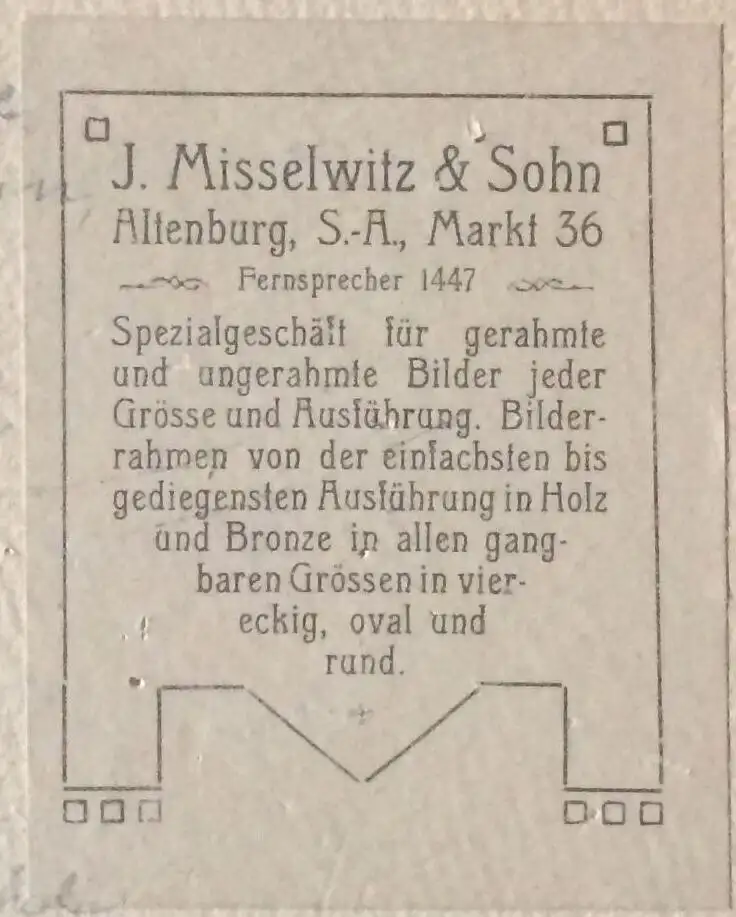 J. Misselwitz & Sohn
Altenburg, S.-A., Markt 36
Fernsprecher 1447
Spezialgeschäft für gerahmte
und ungerahmte Bilder jeder
Grösse und Ausführung. Bilder-
rahmen von der einfachsten bis
gediegensten Ausführung in Holz
und Bronze in allen gang-
baren Grössen in vier-
eckig, oval und
rund.